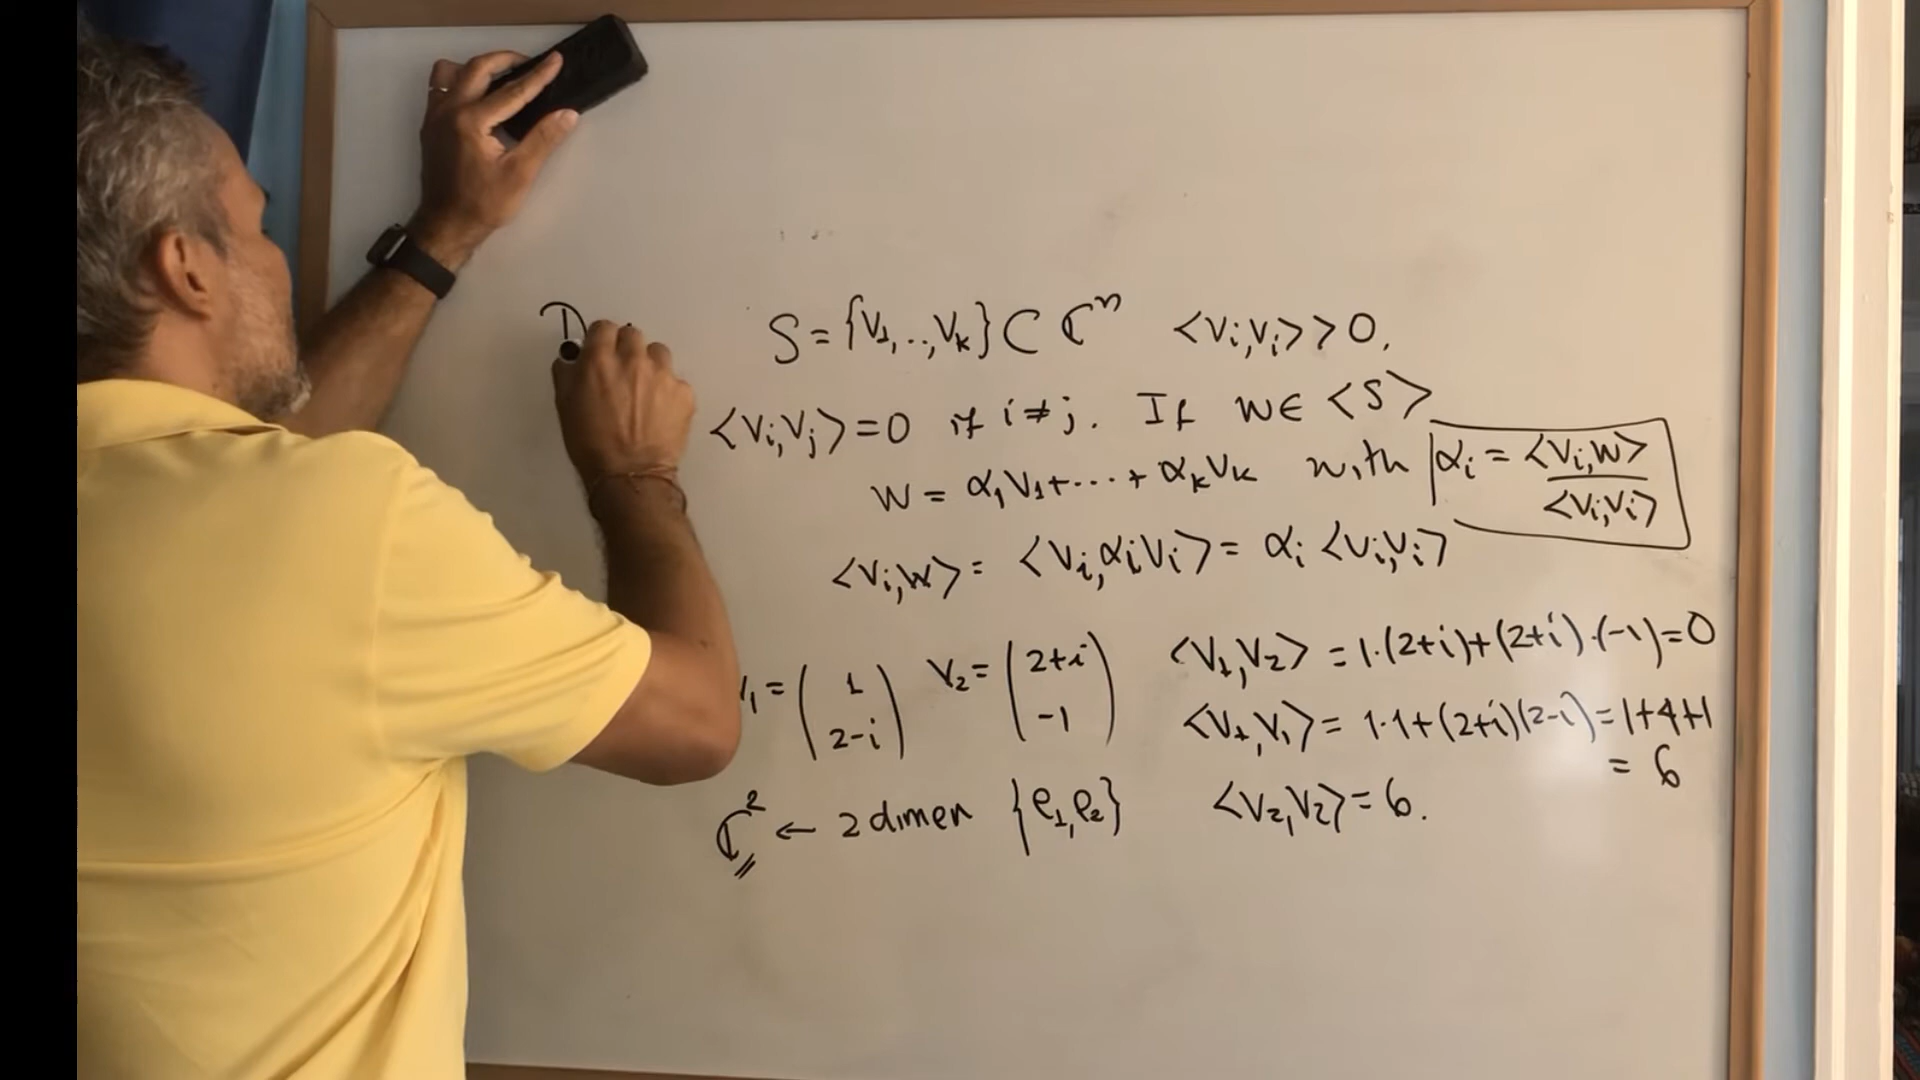 D
S = {v₁,..,vₖ} ⊂ ℂⁿ <vᵢ,vᵢ> > 0,
<vᵢ,vⱼ> = 0 if i ≠ j. If w ∈ <S>
w = α₁v₁ + ··· + αₖvₖ with αᵢ = <vᵢ,w> / <vᵢ,vᵢ>
<vᵢ,w> = <vᵢ,αᵢvᵢ> = αᵢ <vᵢ,vᵢ>
v₁ = (1, 2-i) v₂ = (2+i, -1) <v₁,v₂> = 1·(2+i)+(2+i)·(-1) = 0
<v₁,v₁> = 1·1+(2+i)(2-i) = 1+4+1
= 6
ℂ² ← 2 dimen {e₁,e₂} <v₂,v₂> = 6.